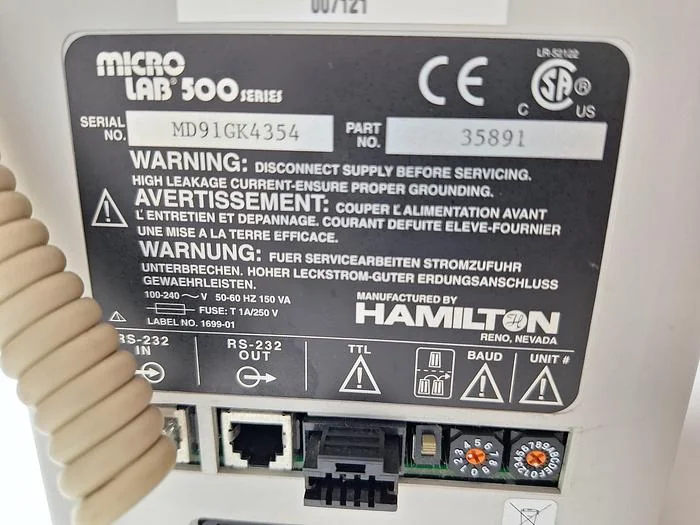 007121
LR-52122
MICRO
LAB® 500 SERIES
CE
SA ®
C US
SERIAL NO. MD91GK4354 PART NO. 35891
WARNING: DISCONNECT SUPPLY BEFORE SERVICING.
HIGH LEAKAGE CURRENT-ENSURE PROPER GROUNDING.
AVERTISSEMENT: COUPER L'ALIMENTATION AVANT
L'ENTRETIEN ET DEPANNAGE. COURANT DEFUITE ELEVE-FOURNIER
UNE MISE A LA TERRE EFFICACE.
WARNUNG: FUER SERVICEARBEITEN STROMZUFUHR
UNTERBRECHEN. HOHER LECKSTROM-GUTER ERDUNGSANSCHLUSS
GEWAEHRLEISTEN.
100-240 ~ V 50-60 HZ 150 VA
FUSE: T 1A/250 V
LABEL NO. 1699-01
MANUFACTURED BY
HAMILTON
RENO, NEVADA
RS-232 IN
RS-232 OUT
TTL
BAUD
UNIT #